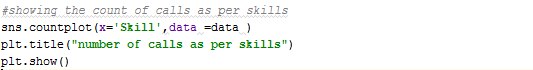 #showing the count of calls as per skills
sns.countplot(x='Skill',data =data )
plt.title("number of calls as per skills")
plt.show()